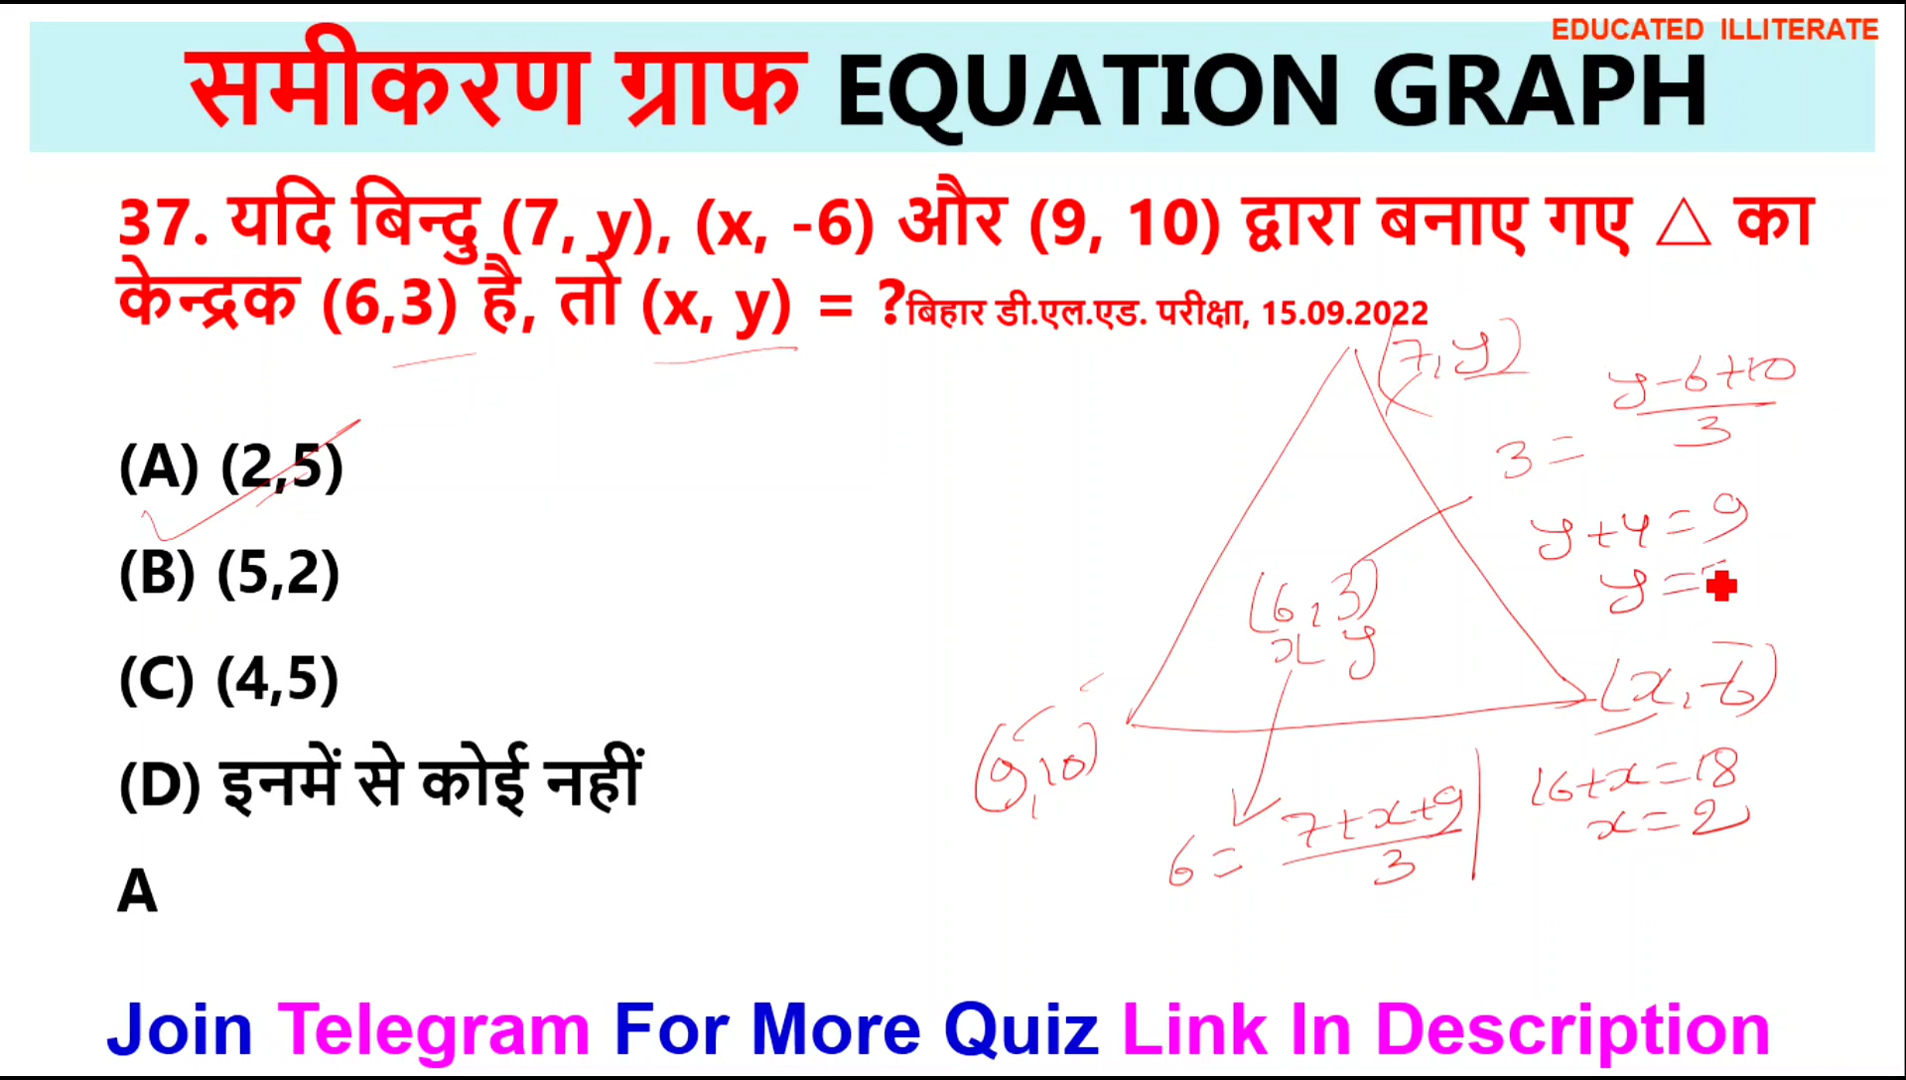 EDUCATED ILLITERATE
समीकरण ग्राफ EQUATION GRAPH
37. यदि बिन्दु (7, y), (x, -6) और (9, 10) द्वारा बनाए गए △ का
केन्द्रक (6,3) है, तो (x, y) = ?बिहार डी.एल.एड. परीक्षा, 15.09.2022
(A) (2,5)
(B) (5,2)
(C) (4,5)
(D) इनमें से कोई नहीं
A
(7, y)
y-6+10
3 =
3
y+4=9
y=
(6, 3)
x y
(x, -6)
(9, 10)
16+x=18
x=2
7+x+9
6 =
3
Join Telegram For More Quiz Link In Description